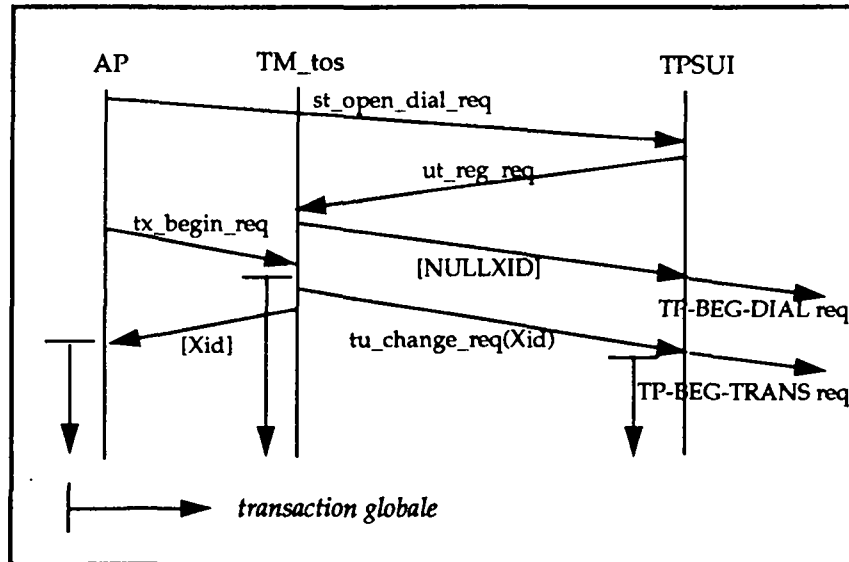 AP TM_tos TPSUI
st_open_dial_req
ut_reg_req
tx_begin_req
[NULLXID]
TP-BEG-DIAL req
[Xid] tu_change_req(Xid)
TP-BEG-TRANS req
transaction globale